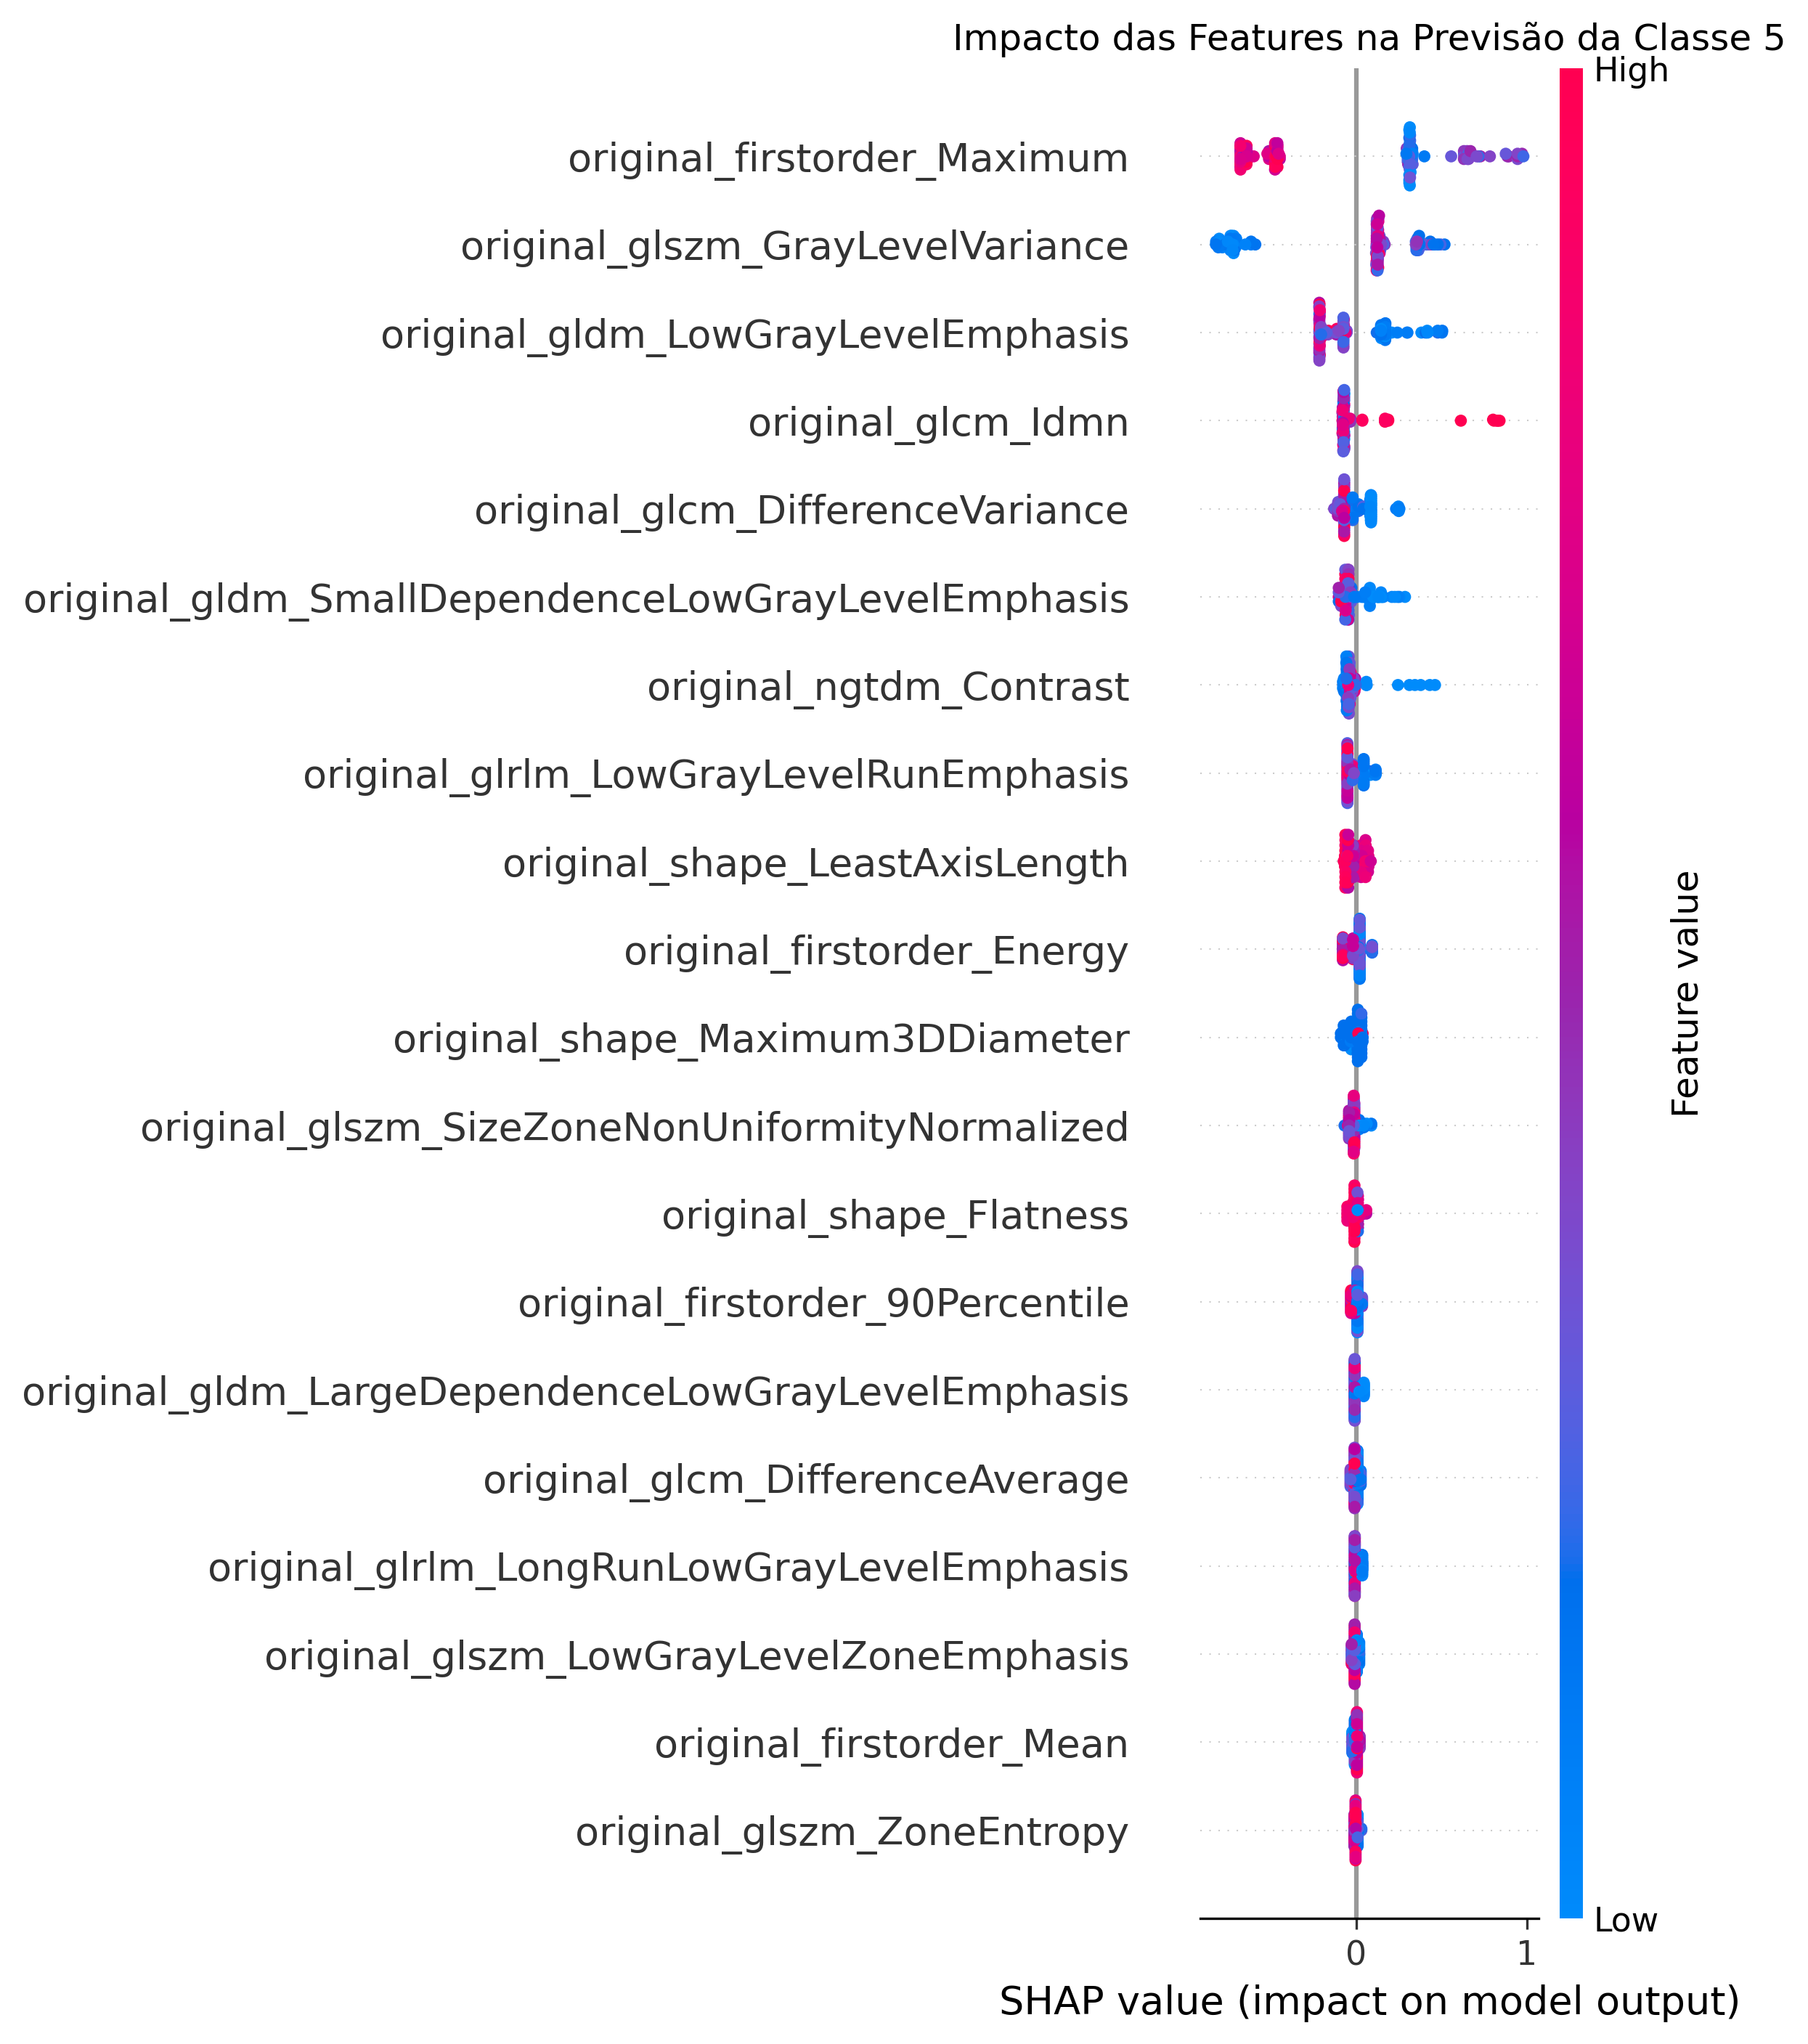 Impacto das Features na Previsão da Classe 5
High
original_firstorder_Maximum
original_glszm_GrayLevelVariance
original_gldm_LowGrayLevelEmphasis
original_glcm_Idmn
original_glcm_DifferenceVariance
original_gldm_SmallDependenceLowGrayLevelEmphasis
original_ngtdm_Contrast
original_glrlm_LowGrayLevelRunEmphasis
original_shape_LeastAxisLength
original_firstorder_Energy
original_shape_Maximum3DDiameter
original_glszm_SizeZoneNonUniformityNormalized
original_shape_Flatness
original_firstorder_90Percentile
original_gldm_LargeDependenceLowGrayLevelEmphasis
original_glcm_DifferenceAverage
original_glrlm_LongRunLowGrayLevelEmphasis
original_glszm_LowGrayLevelZoneEmphasis
original_firstorder_Mean
original_glszm_ZoneEntropy
Feature value
Low
0 1
SHAP value (impact on model output)